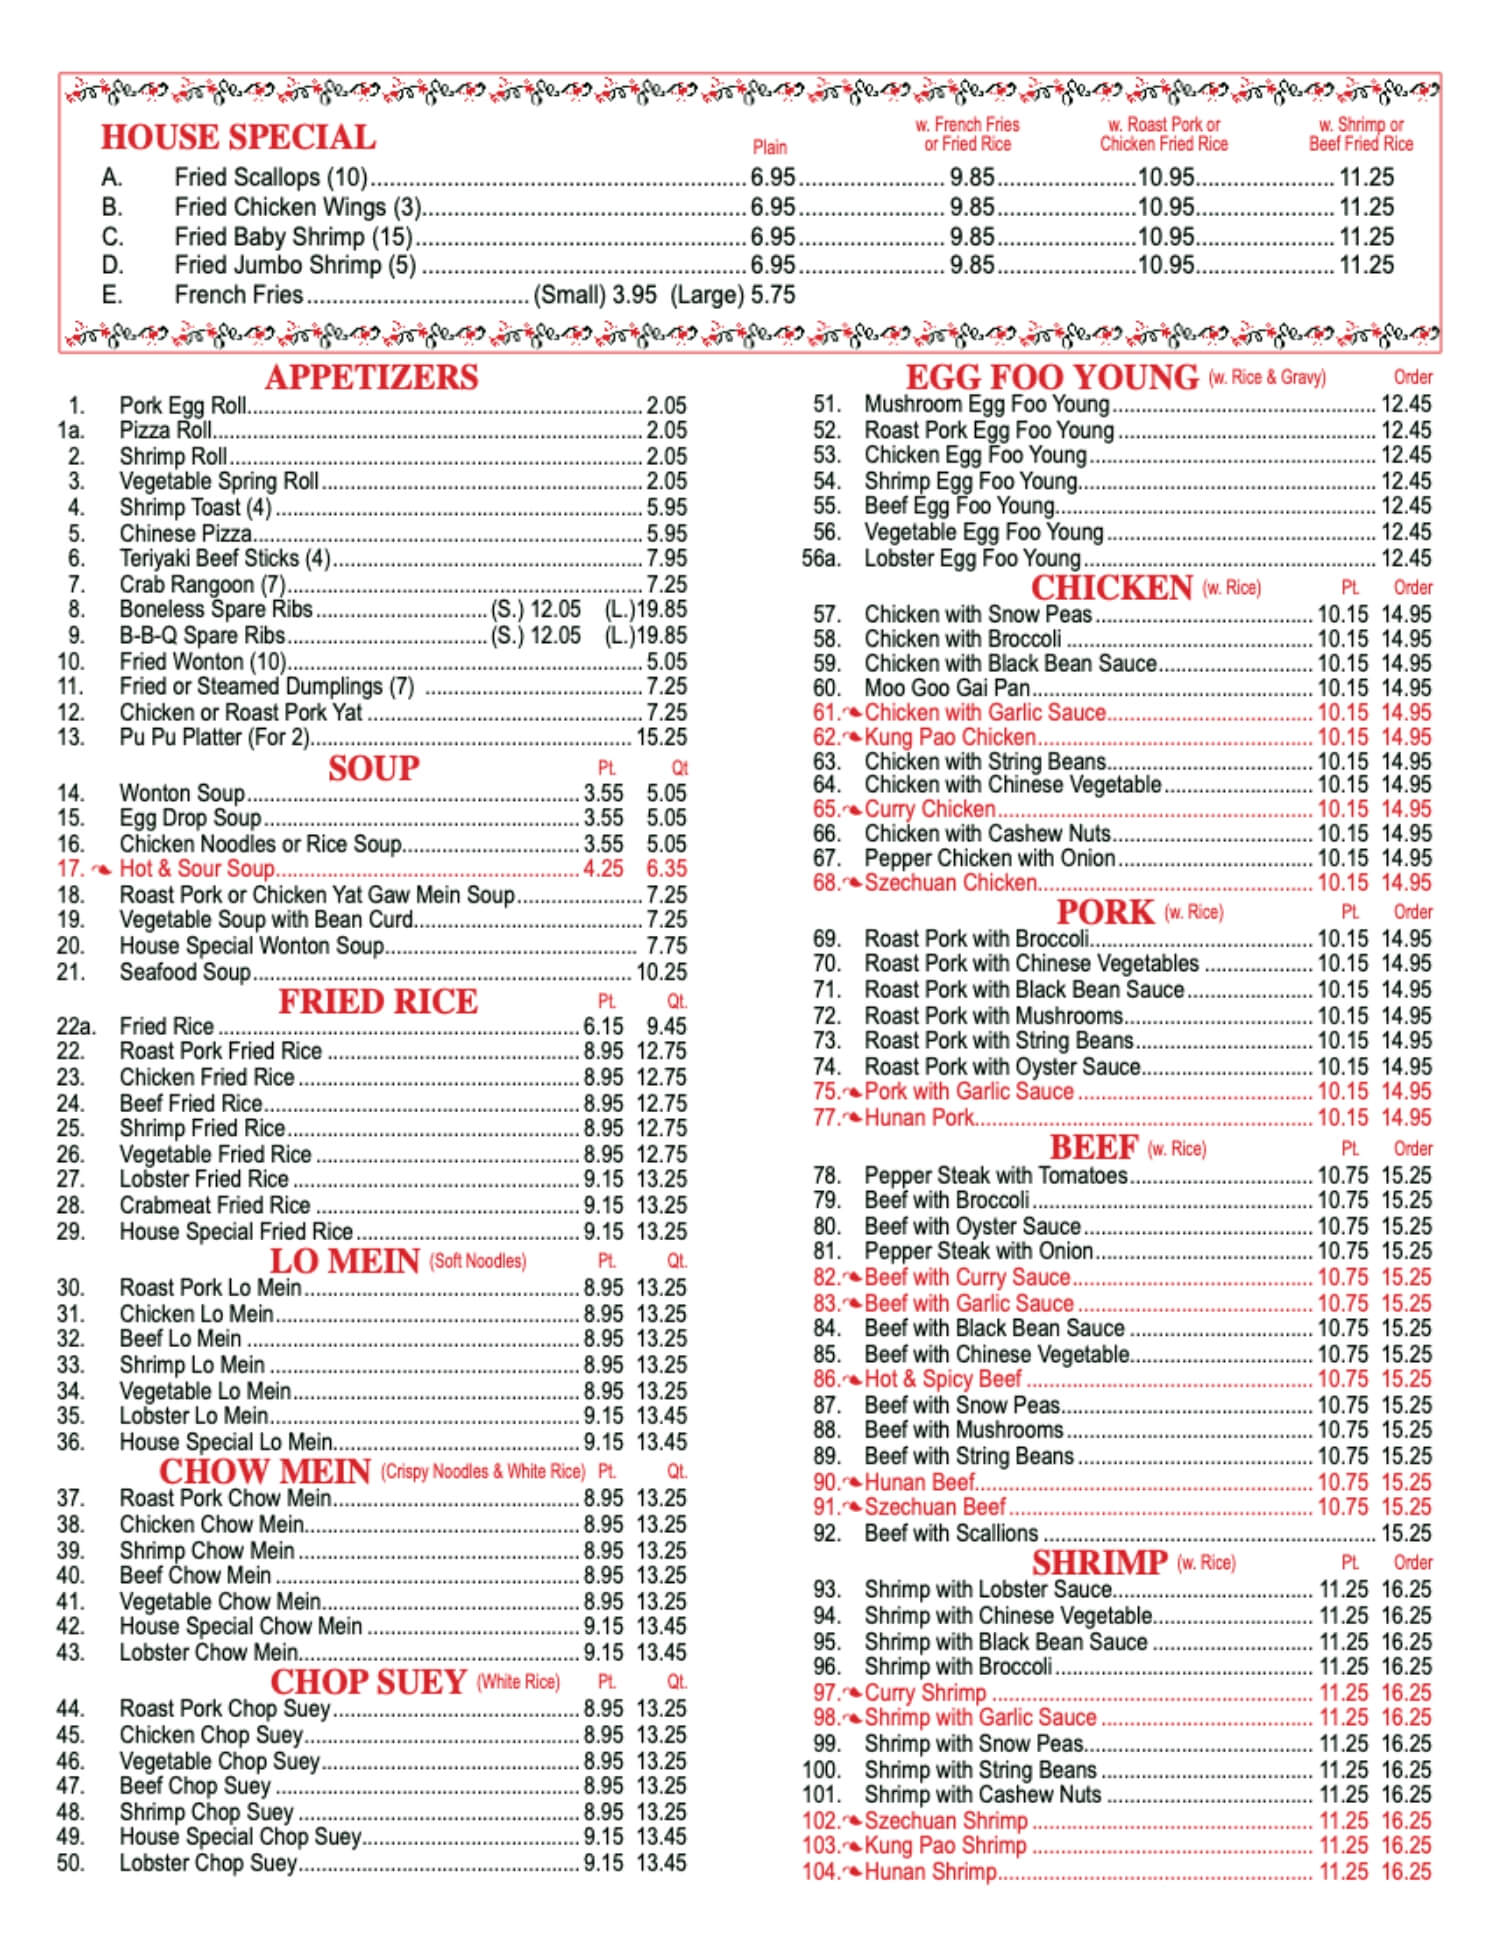 HOUSE SPECIAL Plain w. French Fries or Fried Rice w. Roast Pork or Chicken Fried Rice w. Shrimp or Beef Fried Rice
A. Fried Scallops (10) 6.95 9.85 10.95 11.25
B. Fried Chicken Wings (3) 6.95 9.85 10.95 11.25
C. Fried Baby Shrimp (15) 6.95 9.85 10.95 11.25
D. Fried Jumbo Shrimp (5) 6.95 9.85 10.95 11.25
E. French Fries (Small) 3.95 (Large) 5.75
APPETIZERS
1. Pork Egg Roll 2.05
1a. Pizza Roll 2.05
2. Shrimp Roll 2.05
3. Vegetable Spring Roll 2.05
4. Shrimp Toast (4) 5.95
5. Chinese Pizza 5.95
6. Teriyaki Beef Sticks (4) 7.95
7. Crab Rangoon (7) 7.25
8. Boneless Spare Ribs (S.) 12.05 (L.)19.85
9. B-B-Q Spare Ribs (S.) 12.05 (L.)19.85
10. Fried Wonton (10) 5.05
11. Fried or Steamed Dumplings (7) 7.25
12. Chicken or Roast Pork Yat 7.25
13. Pu Pu Platter (For 2) 15.25
SOUP Pt. Qt
14. Wonton Soup 3.55 5.05
15. Egg Drop Soup 3.55 5.05
16. Chicken Noodles or Rice Soup 3.55 5.05
17. Hot & Sour Soup 4.25 6.35
18. Roast Pork or Chicken Yat Gaw Mein Soup 7.25
19. Vegetable Soup with Bean Curd 7.25
20. House Special Wonton Soup 7.75
21. Seafood Soup 10.25
FRIED RICE Pt. Qt.
22a. Fried Rice 6.15 9.45
22. Roast Pork Fried Rice 8.95 12.75
23. Chicken Fried Rice 8.95 12.75
24. Beef Fried Rice 8.95 12.75
25. Shrimp Fried Rice 8.95 12.75
26. Vegetable Fried Rice 8.95 12.75
27. Lobster Fried Rice 9.15 13.25
28. Crabmeat Fried Rice 9.15 13.25
29. House Special Fried Rice 9.15 13.25
LO MEIN (Soft Noodles) Pt. Qt.
30. Roast Pork Lo Mein 8.95 13.25
31. Chicken Lo Mein 8.95 13.25
32. Beef Lo Mein 8.95 13.25
33. Shrimp Lo Mein 8.95 13.25
34. Vegetable Lo Mein 8.95 13.25
35. Lobster Lo Mein 9.15 13.45
36. House Special Lo Mein 9.15 13.45
CHOW MEIN (Crispy Noodles & White Rice) Pt. Qt.
37. Roast Pork Chow Mein 8.95 13.25
38. Chicken Chow Mein 8.95 13.25
39. Shrimp Chow Mein 8.95 13.25
40. Beef Chow Mein 8.95 13.25
41. Vegetable Chow Mein 8.95 13.25
42. House Special Chow Mein 9.15 13.45
43. Lobster Chow Mein 9.15 13.45
CHOP SUEY (White Rice) Pt. Qt.
44. Roast Pork Chop Suey 8.95 13.25
45. Chicken Chop Suey 8.95 13.25
46. Vegetable Chop Suey 8.95 13.25
47. Beef Chop Suey 8.95 13.25
48. Shrimp Chop Suey 8.95 13.25
49. House Special Chop Suey 9.15 13.45
50. Lobster Chop Suey 9.15 13.45
EGG FOO YOUNG (w. Rice & Gravy) Order
51. Mushroom Egg Foo Young 12.45
52. Roast Pork Egg Foo Young 12.45
53. Chicken Egg Foo Young 12.45
54. Shrimp Egg Foo Young 12.45
55. Beef Egg Foo Young 12.45
56. Vegetable Egg Foo Young 12.45
56a. Lobster Egg Foo Young 12.45
CHICKEN (w. Rice) Pt. Order
57. Chicken with Snow Peas 10.15 14.95
58. Chicken with Broccoli 10.15 14.95
59. Chicken with Black Bean Sauce 10.15 14.95
60. Moo Goo Gai Pan 10.15 14.95
61. Chicken with Garlic Sauce 10.15 14.95
62. Kung Pao Chicken 10.15 14.95
63. Chicken with String Beans 10.15 14.95
64. Chicken with Chinese Vegetable 10.15 14.95
65. Curry Chicken 10.15 14.95
66. Chicken with Cashew Nuts 10.15 14.95
67. Pepper Chicken with Onion 10.15 14.95
68. Szechuan Chicken 10.15 14.95
PORK (w. Rice) Pt. Order
69. Roast Pork with Broccoli 10.15 14.95
70. Roast Pork with Chinese Vegetables 10.15 14.95
71. Roast Pork with Black Bean Sauce 10.15 14.95
72. Roast Pork with Mushrooms 10.15 14.95
73. Roast Pork with String Beans 10.15 14.95
74. Roast Pork with Oyster Sauce 10.15 14.95
75. Pork with Garlic Sauce 10.15 14.95
77. Hunan Pork 10.15 14.95
BEEF (w. Rice) Pt. Order
78. Pepper Steak with Tomatoes 10.75 15.25
79. Beef with Broccoli 10.75 15.25
80. Beef with Oyster Sauce 10.75 15.25
81. Pepper Steak with Onion 10.75 15.25
82. Beef with Curry Sauce 10.75 15.25
83. Beef with Garlic Sauce 10.75 15.25
84. Beef with Black Bean Sauce 10.75 15.25
85. Beef with Chinese Vegetable 10.75 15.25
86. Hot & Spicy Beef 10.75 15.25
87. Beef with Snow Peas 10.75 15.25
88. Beef with Mushrooms 10.75 15.25
89. Beef with String Beans 10.75 15.25
90. Hunan Beef 10.75 15.25
91. Szechuan Beef 10.75 15.25
92. Beef with Scallions 15.25
SHRIMP (w. Rice) Pt. Order
93. Shrimp with Lobster Sauce 11.25 16.25
94. Shrimp with Chinese Vegetable 11.25 16.25
95. Shrimp with Black Bean Sauce 11.25 16.25
96. Shrimp with Broccoli 11.25 16.25
97. Curry Shrimp 11.25 16.25
98. Shrimp with Garlic Sauce 11.25 16.25
99. Shrimp with Snow Peas 11.25 16.25
100. Shrimp with String Beans 11.25 16.25
101. Shrimp with Cashew Nuts 11.25 16.25
102. Szechuan Shrimp 11.25 16.25
103. Kung Pao Shrimp 11.25 16.25
104. Hunan Shrimp 11.25 16.25